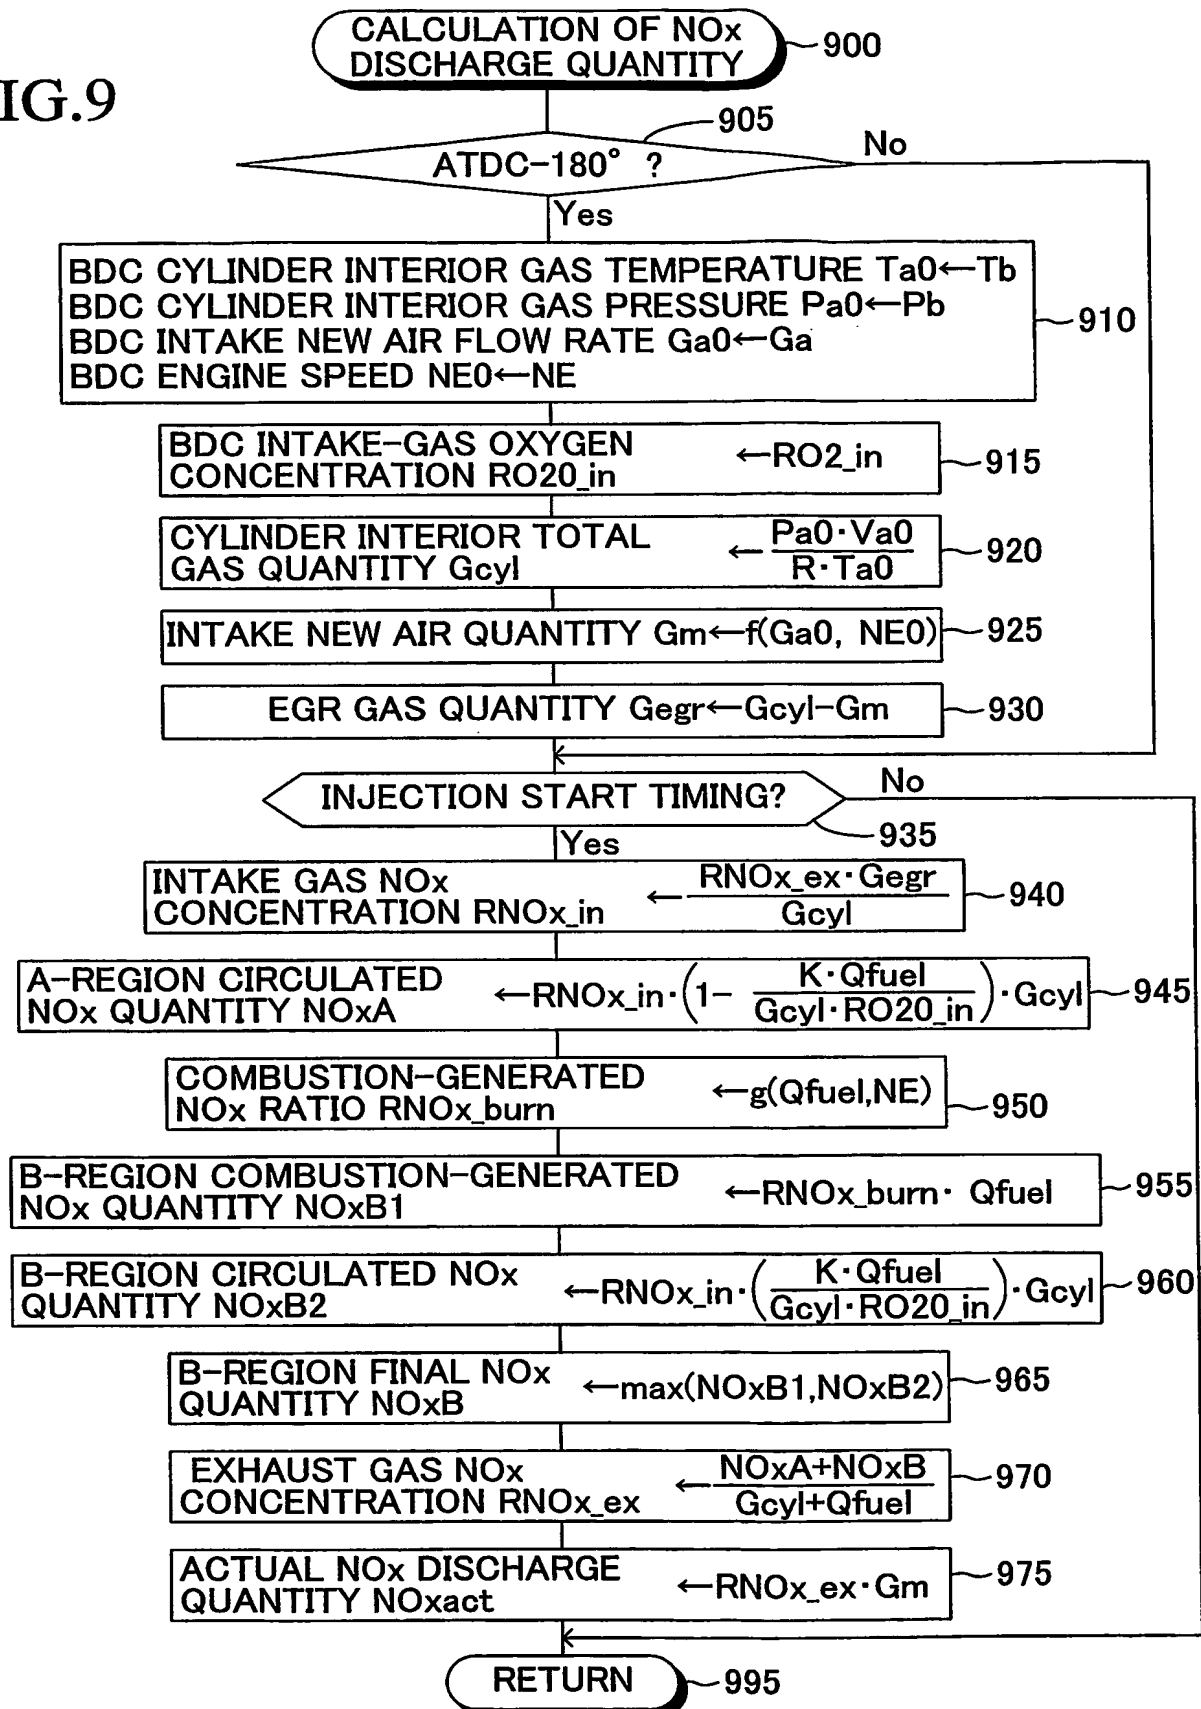 CALCULATION OF NOx
DISCHARGE QUANTITY
900
IG.9
905
ATDC-180° ?
No
Yes
BDC CYLINDER INTERIOR GAS TEMPERATURE Ta0←Tb
BDC CYLINDER INTERIOR GAS PRESSURE Pa0←Pb
BDC INTAKE NEW AIR FLOW RATE Ga0←Ga
BDC ENGINE SPEED NE0←NE
910
BDC INTAKE-GAS OXYGEN
CONCENTRATION RO20_in
←RO2_in
915
CYLINDER INTERIOR TOTAL
GAS QUANTITY Gcyl
← Pa0·Va0
R·Ta0
920
INTAKE NEW AIR QUANTITY Gm←f(Ga0, NE0)
925
EGR GAS QUANTITY Gegr←Gcyl-Gm
930
INJECTION START TIMING?
No
935
Yes
INTAKE GAS NOx
CONCENTRATION RNOx_in
← RNOx_ex·Gegr
Gcyl
940
A-REGION CIRCULATED
NOx QUANTITY NOxA
←RNOx_in·(1- K·Qfuel
Gcyl·RO20_in )·Gcyl
945
COMBUSTION-GENERATED
NOx RATIO RNOx_burn
←g(Qfuel,NE)
950
B-REGION COMBUSTION-GENERATED
NOx QUANTITY NOxB1
←RNOx_burn· Qfuel
955
B-REGION CIRCULATED NOx
QUANTITY NOxB2
←RNOx_in·( K·Qfuel
Gcyl·RO20_in )·Gcyl
960
B-REGION FINAL NOx
QUANTITY NOxB
←max(NOxB1,NOxB2)
965
EXHAUST GAS NOx
CONCENTRATION RNOx_ex
← NOxA+NOxB
Gcyl+Qfuel
970
ACTUAL NOx DISCHARGE
QUANTITY NOxact
←RNOx_ex·Gm
975
RETURN
995